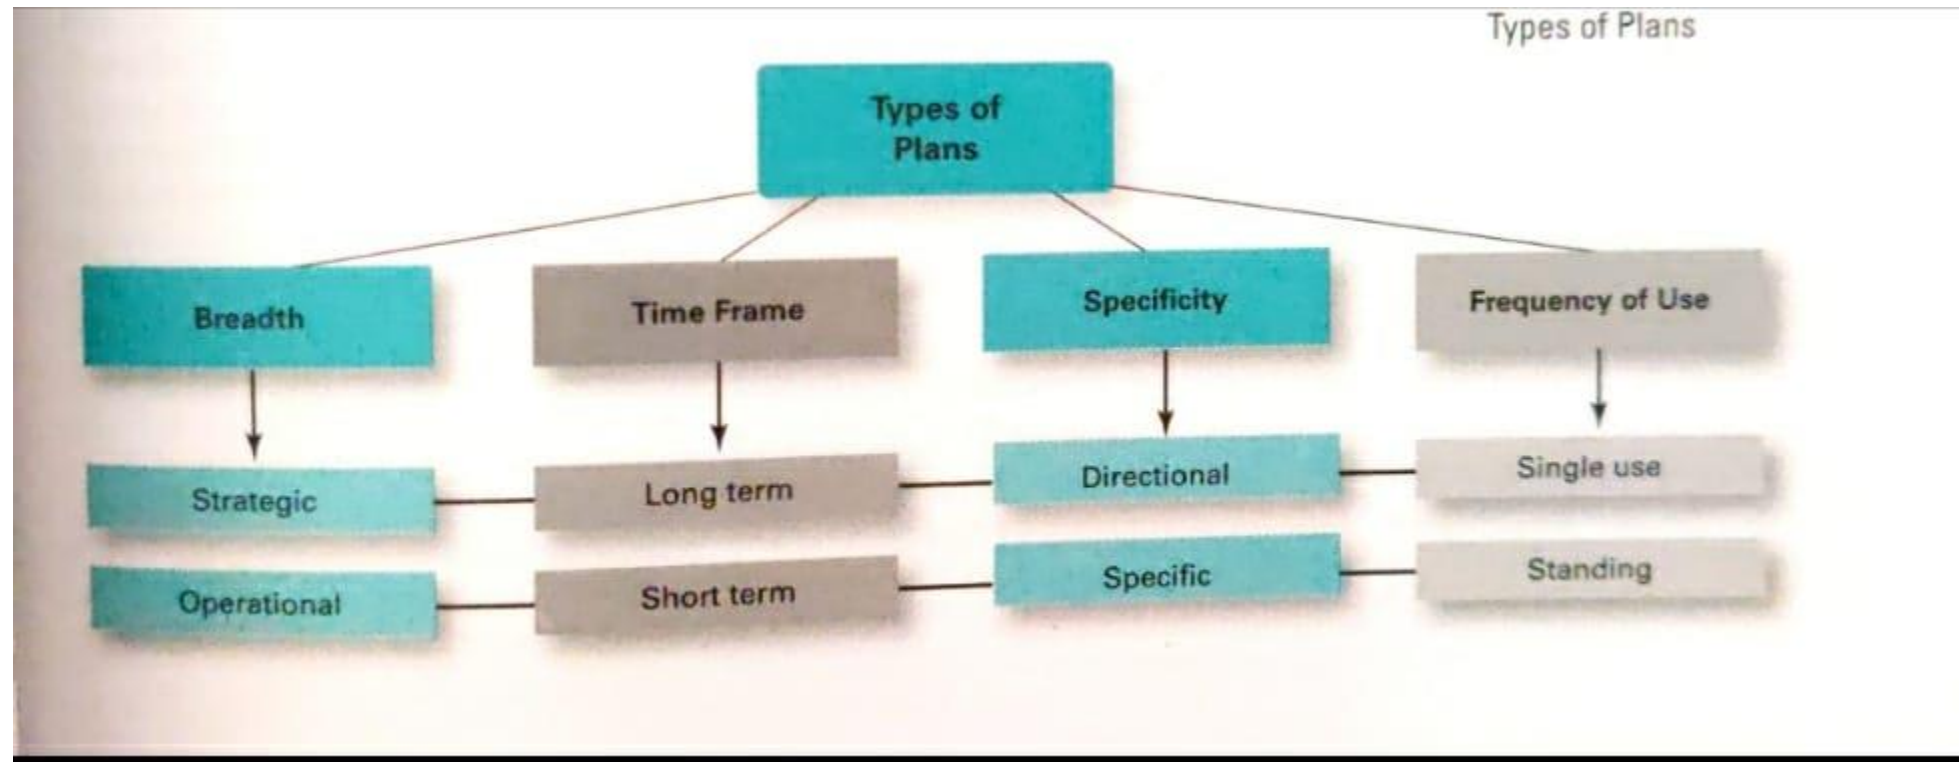 Types of Plans
Types of
Plans
Breadth
Time Frame
Specificity
Frequency of Use
Strategic
Long term
Directional
Single use
Operational
Short term
Specific
Standing